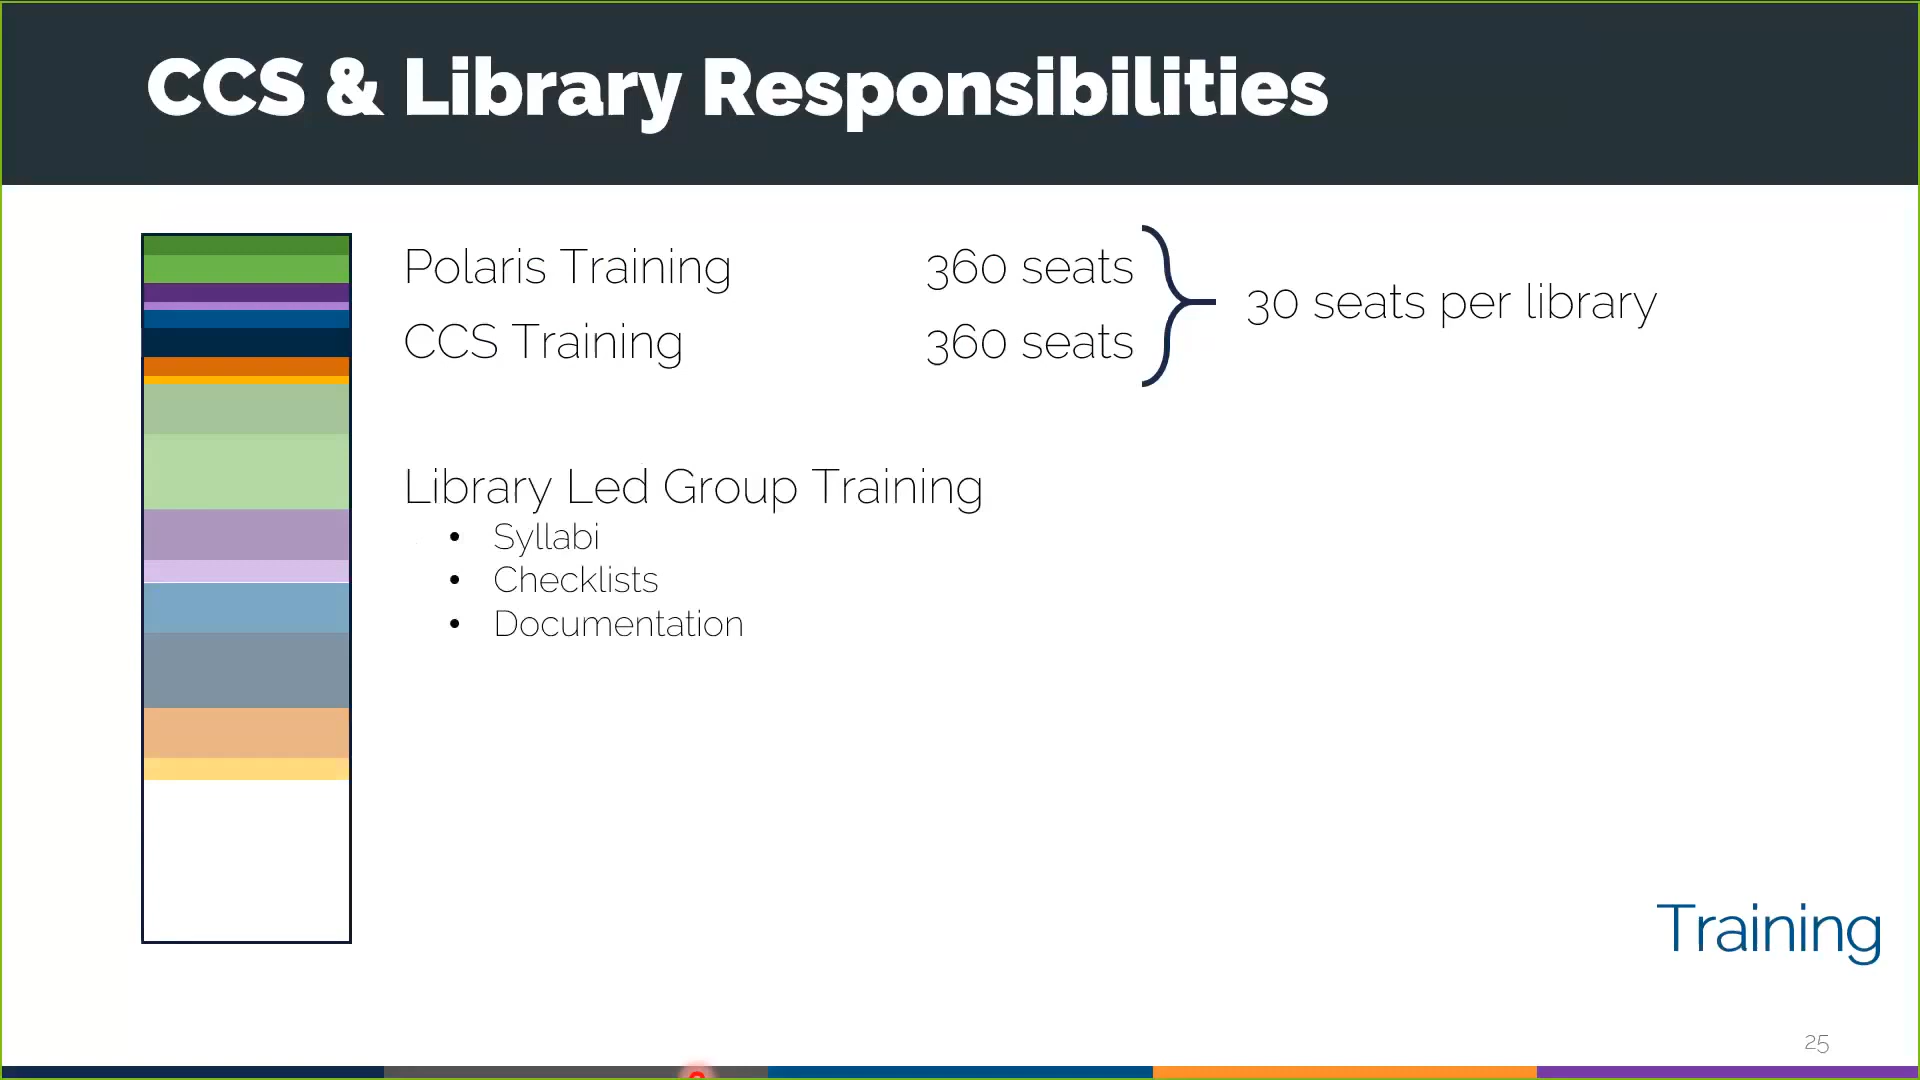 CCS & Library Responsibilities
Polaris Training 360 seats
CCS Training 360 seats
30 seats per library
Library Led Group Training
• Syllabi
• Checklists
• Documentation
Training
25